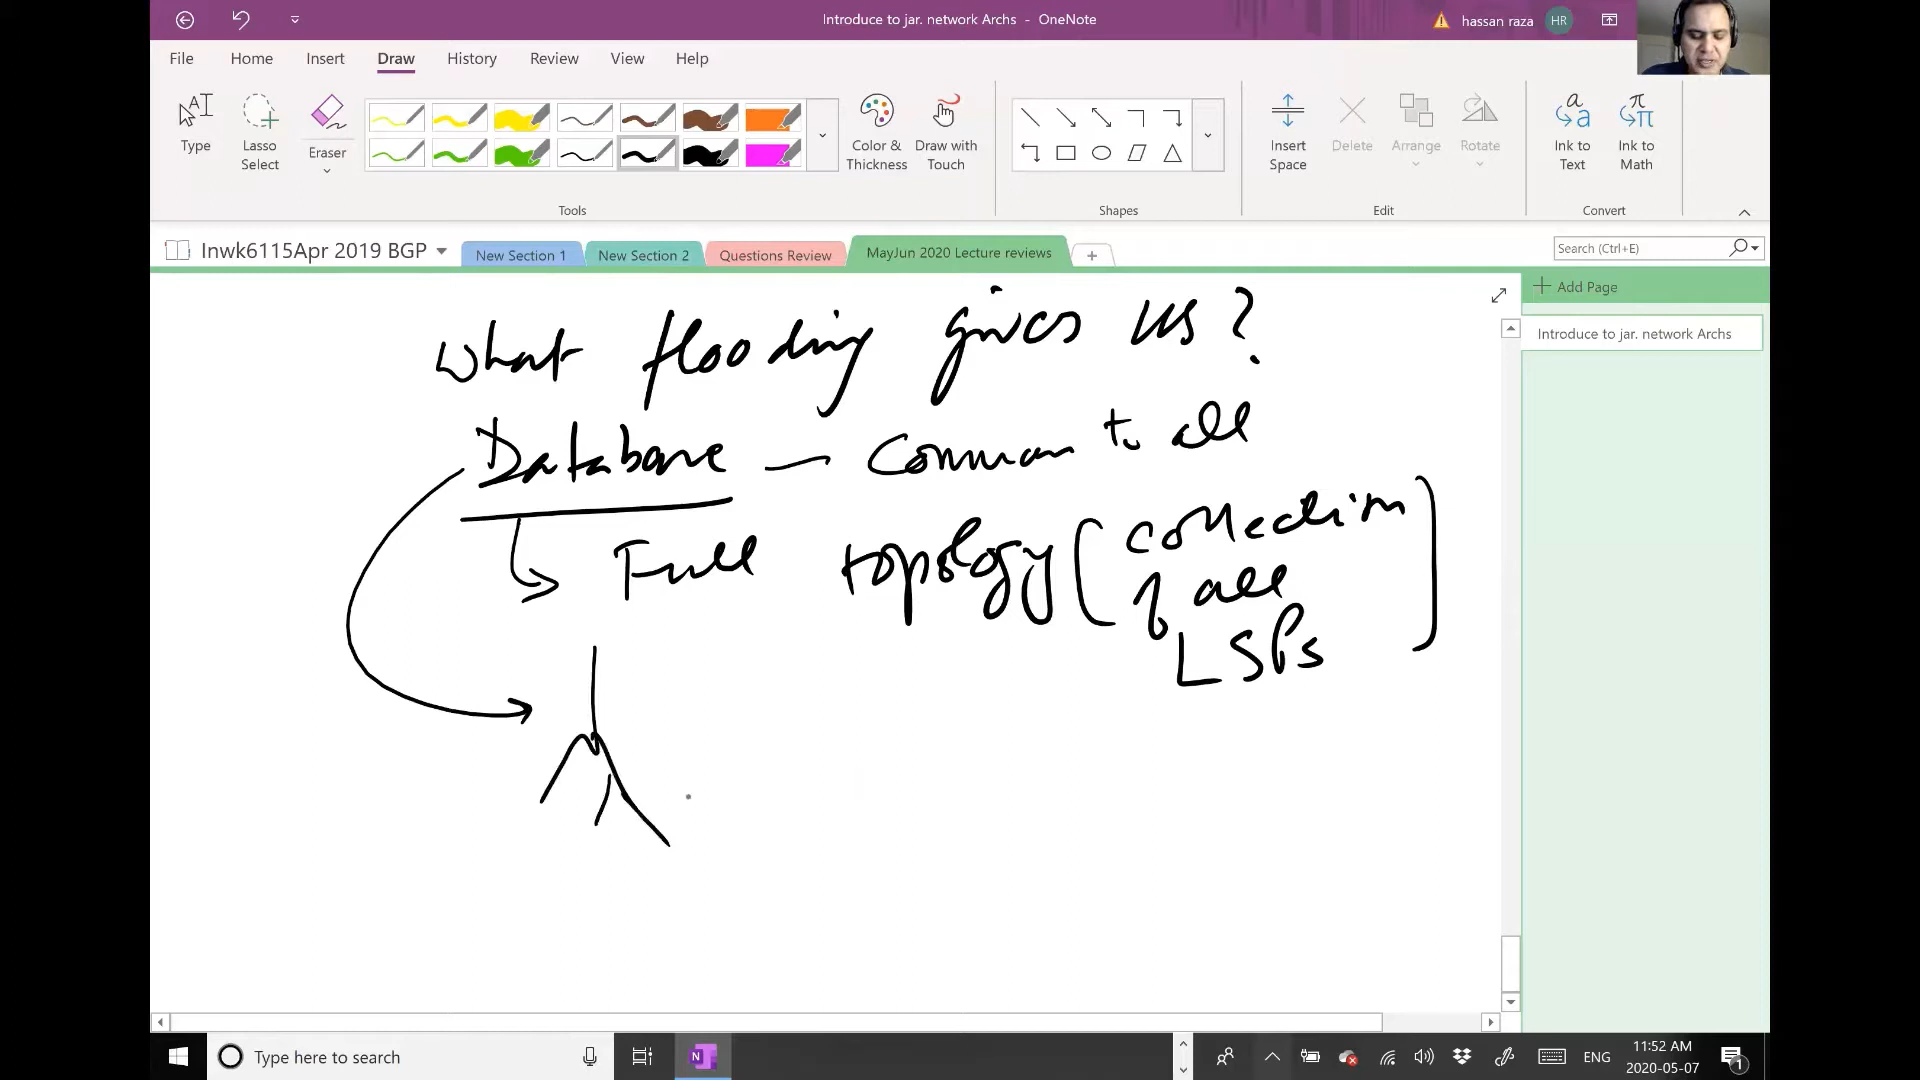 Introduce to jar. network Archs - OneNote
hassan raza HR
File Home Insert Draw History Review View Help
Type
Lasso
Select
Eraser
Color &
Thickness
Draw with
Touch
Insert
Space
Delete
Arrange
Rotate
Ink to
Text
Ink to
Math
Tools Shapes Edit Convert
Inwk6115Apr 2019 BGP New Section 1 New Section 2 Questions Review MayJun 2020 Lecture reviews + Search (Ctrl+E)
Add Page
Introduce to jar. network Archs
What flooding gives us?
Database — Common to all
Full topology (collection
of all
LSPs)
Type here to search
ENG
11:52 AM
2020-05-07
1